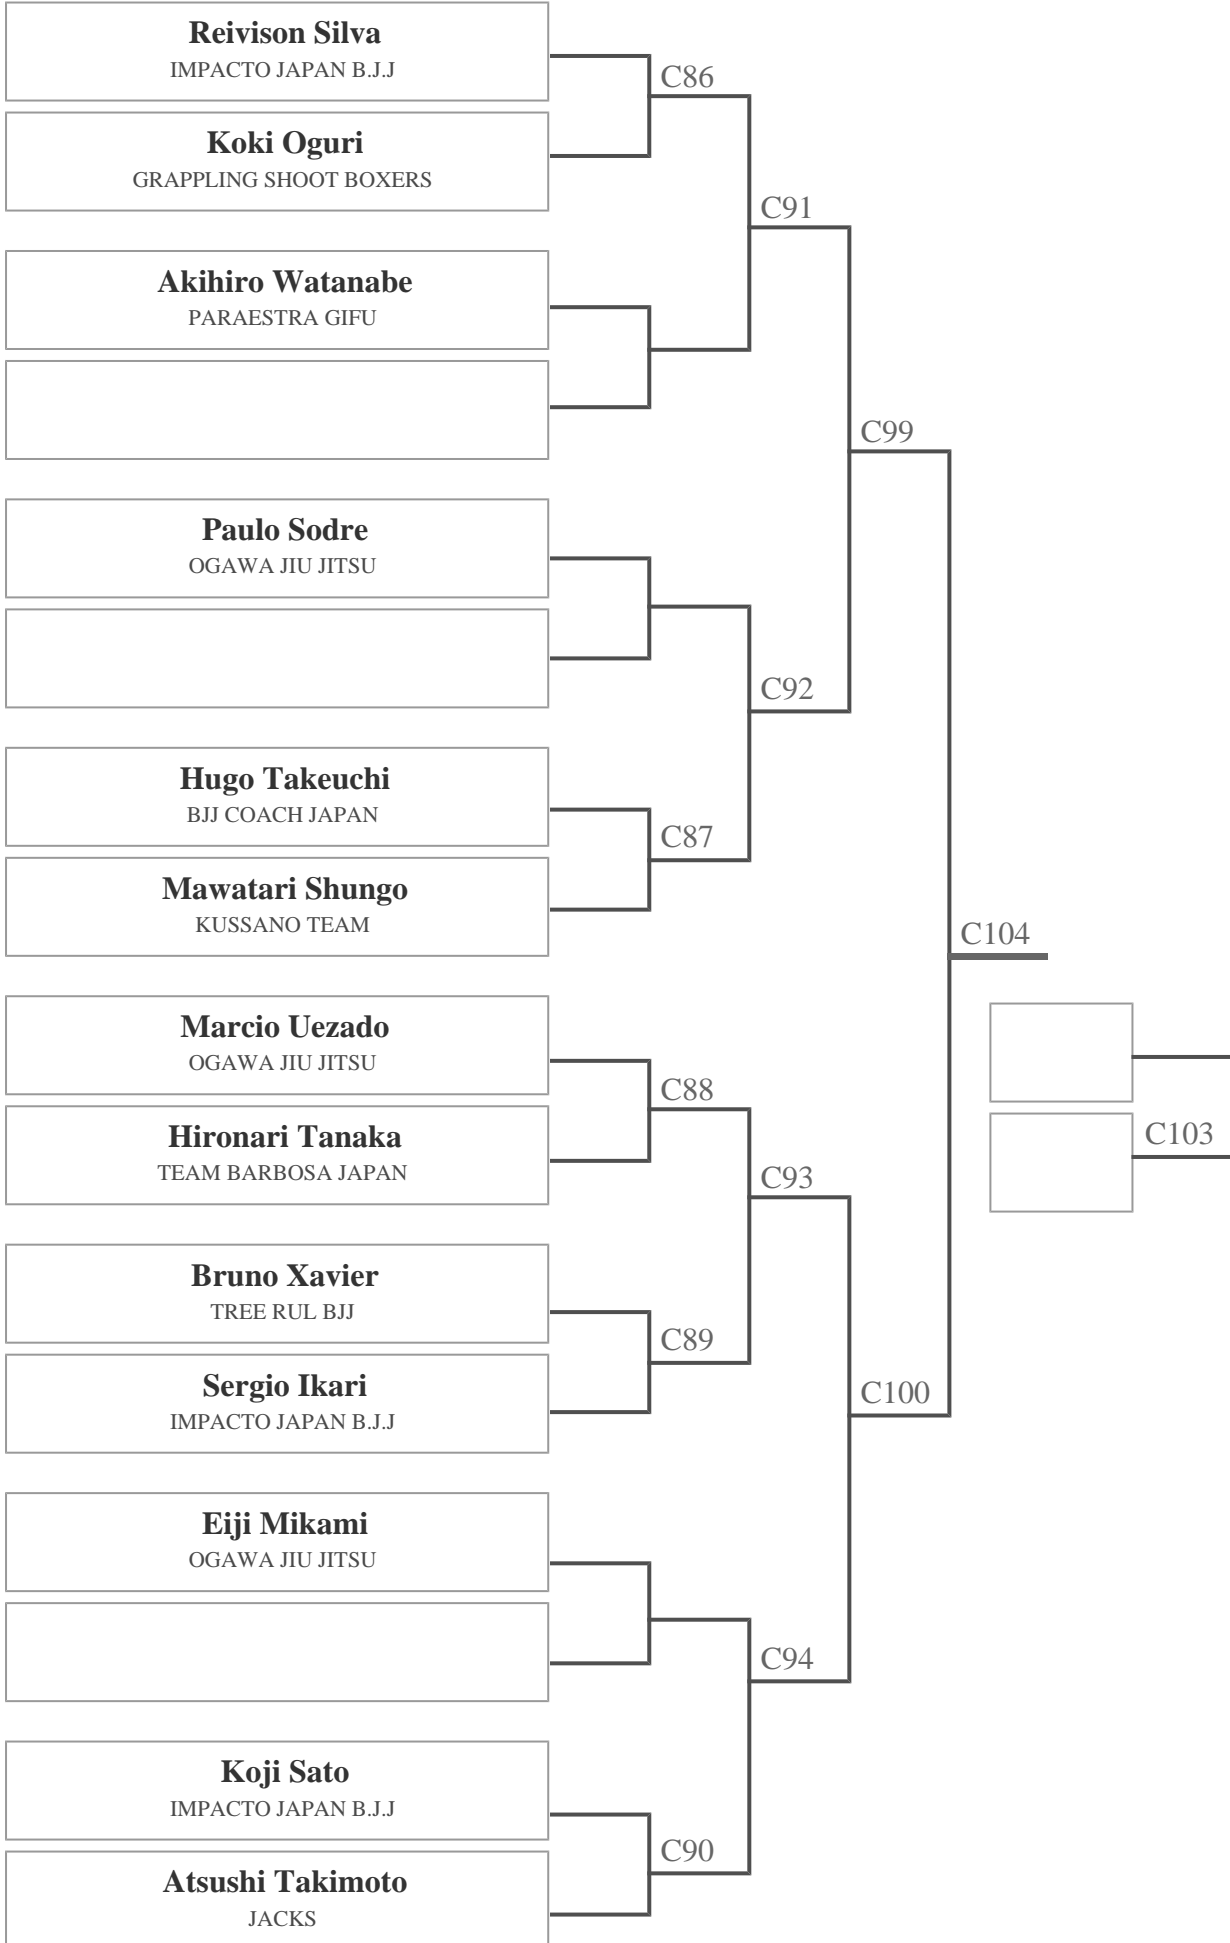 Reivison Silva
IMPACTO JAPAN B.J.J
C86
Koki Oguri
GRAPPLING SHOOT BOXERS
C91
Akihiro Watanabe
PARAESTRA GIFU
C99
Paulo Sodre
OGAWA JIU JITSU
C92
Hugo Takeuchi
BJJ COACH JAPAN
C87
Mawatari Shungo
KUSSANO TEAM
C104
Marcio Uezado
OGAWA JIU JITSU
C88
Hironari Tanaka
TEAM BARBOSA JAPAN
C103
C93
Bruno Xavier
TREE RUL BJJ
C89
Sergio Ikari
IMPACTO JAPAN B.J.J
C100
Eiji Mikami
OGAWA JIU JITSU
C94
Koji Sato
IMPACTO JAPAN B.J.J
C90
Atsushi Takimoto
JACKS